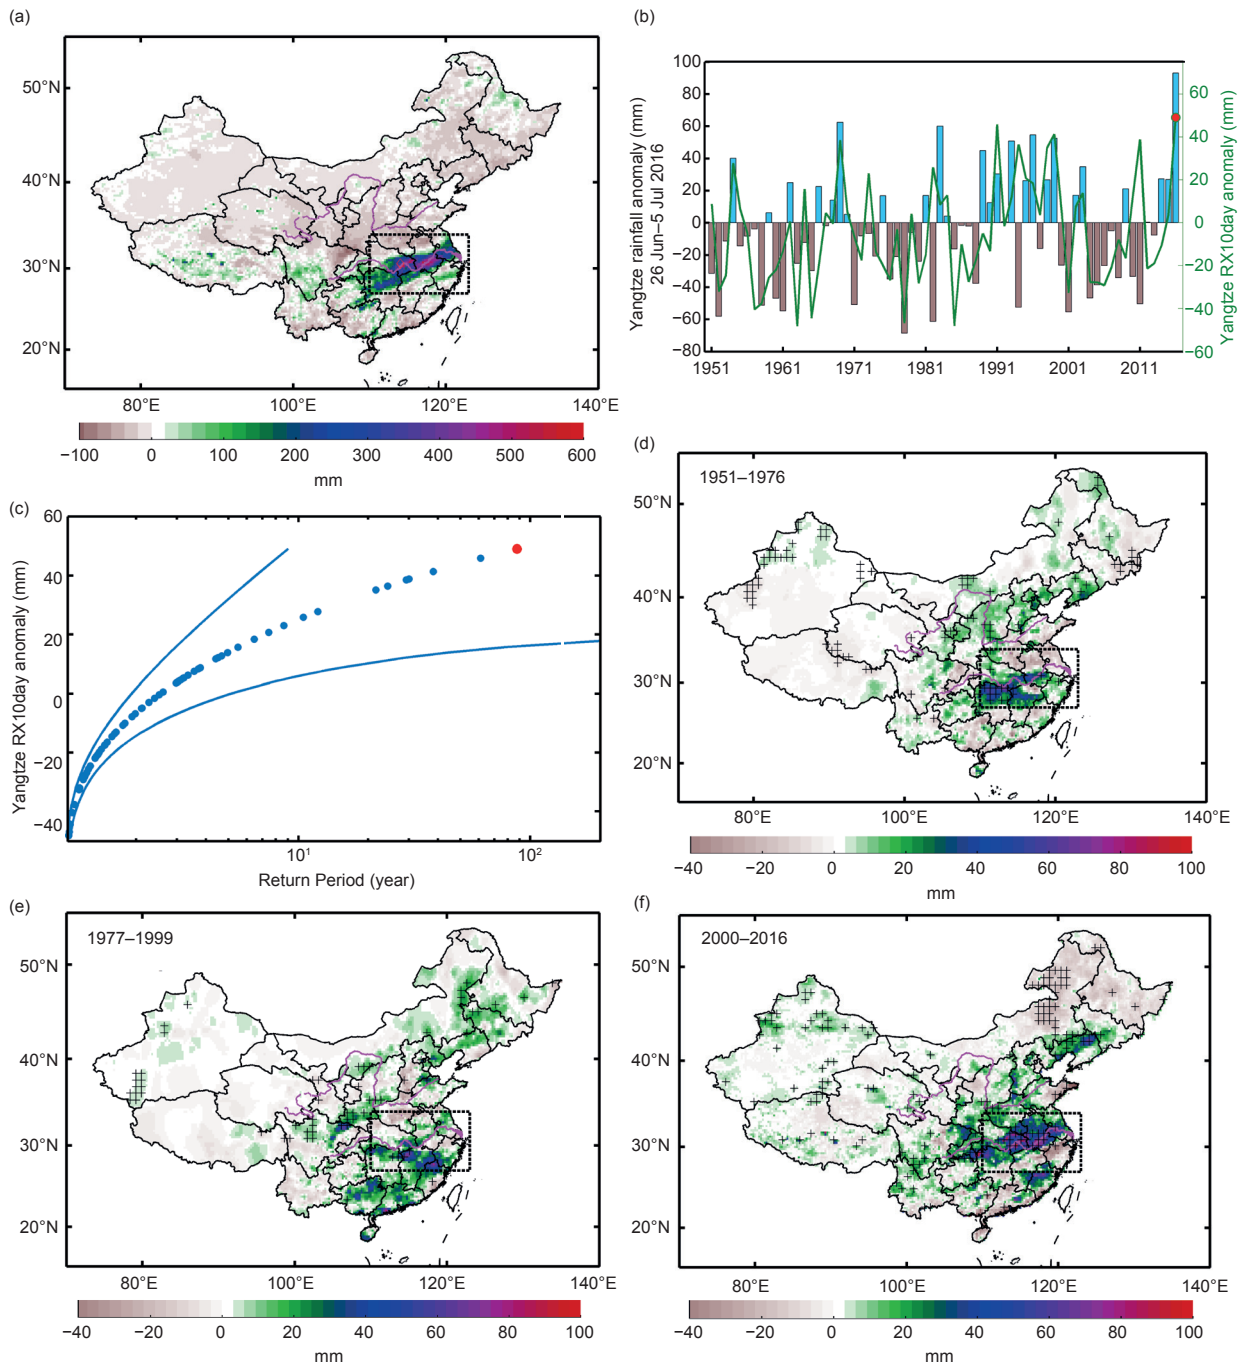 (a)
50°N
40°N
30°N
20°N
80°E 100°E 120°E 140°E
−100 0 100 200 300 400 500 600
mm
(b)
Yangtze rainfall anomaly (mm)
26 Jun–5 Jul 2016
100
80
60
40
20
0
−20
−40
−60
−80
1951 1961 1971 1981 1991 2001 2011
60
40
20
0
−20
−40
−60
Yangtze RX10day anomaly (mm)
(c)
Yangtze RX10day anomaly (mm)
60
40
20
0
−20
−40
10¹ 10²
Return Period (year)
(d)
1951–1976
50°N
40°N
30°N
20°N
80°E 100°E 120°E 140°E
−40 −20 0 20 40 60 80 100
mm
(e)
1977–1999
50°N
40°N
30°N
20°N
80°E 100°E 120°E 140°E
−40 −20 0 20 40 60 80 100
mm
(f)
2000–2016
50°N
40°N
30°N
20°N
80°E 100°E 120°E 140°E
−40 −20 0 20 40 60 80 100
mm